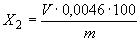 X₂ = V · 0,0046 · 100 / m